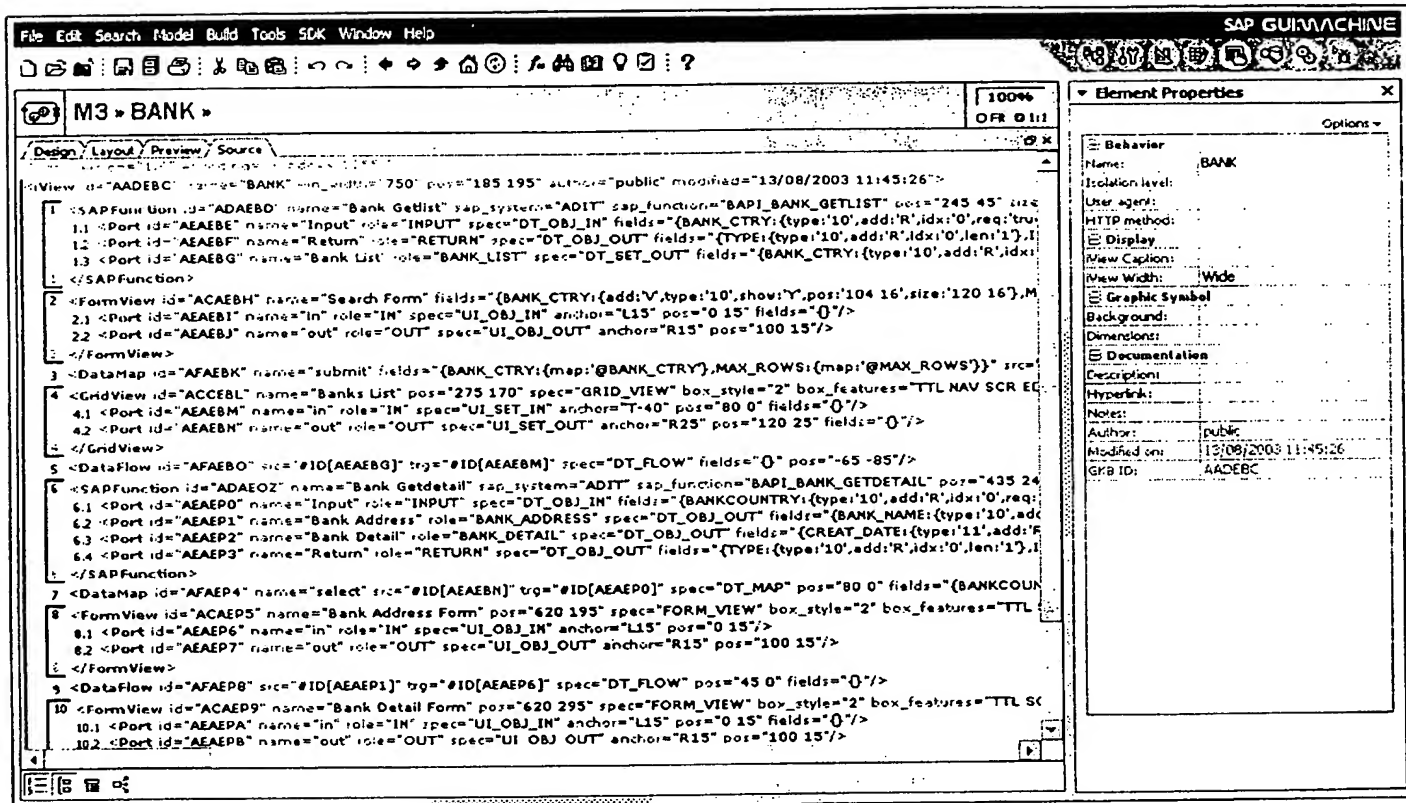 SAP GUIMACHINE
File Edit Search Model Build Tools SDK Window Help
M3 » BANK »
100%
FR 1:1
Design Layout Preview Source
<iView id="AADEBC" name="BANK" win_width="750" pos="185 195" author="public" modified="13/08/2003 11:45:26">
1 <SAPFunction id="ADAEBD" name="Bank Getlist" sap_system="ADIT" sap_function="BAPI_BANK_GETLIST" pos="245 45" size
1.1 <Port id="AEAEBE" name="Input" role="INPUT" spec="DT_OBJ_IN" fields="{BANK_CTRY:{type:'10',add:'R',idx:'0',req:'tru
1.2 <Port id="AEAEBF" name="Return" role="RETURN" spec="DT_OBJ_OUT" fields="{TYPE:{type:'10',add:'R',idx:'0',len:'1'},I
1.3 <Port id="AEAEBG" name="Bank List" role="BANK_LIST" spec="DT_SET_OUT" fields="{BANK_CTRY:{type:'10',add:'R',idx:
</SAPFunction>
2 <FormView id="ACAEBH" name="Search Form" fields="{BANK_CTRY:{add:'V',type:'10',show:'Y',pos:'104 16',size:'120 16'},M
2.1 <Port id="AEAEBI" name="in" role="IN" spec="UI_OBJ_IN" anchor="L15" pos="0 15" fields="{}"/>
2.2 <Port id="AEAEBJ" name="out" role="OUT" spec="UI_OBJ_OUT" anchor="R15" pos="100 15"/>
</FormView>
3 <DataMap id="AFAEBK" name="submit" fields="{BANK_CTRY:{map:'@BANK_CTRY'},MAX_ROWS:{map:'@MAX_ROWS'}}" src="
4 <GridView id="ACCEBL" name="Banks List" pos="275 170" spec="GRID_VIEW" box_style="2" box_features="TTL NAV SCR ED
4.1 <Port id="AEAEBM" name="in" role="IN" spec="UI_SET_IN" anchor="T-40" pos="80 0" fields="{}"/>
4.2 <Port id="AEAEBN" name="out" role="OUT" spec="UI_SET_OUT" anchor="R25" pos="120 25" fields="{}"/>
</GridView>
5 <DataFlow id="AFAEBO" src="#ID[AEAEBG]" trg="#ID[AEAEBM]" spec="DT_FLOW" fields="{}" pos="-65 -85"/>
6 <SAPFunction id="ADAEOZ" name="Bank Getdetail" sap_system="ADIT" sap_function="BAPI_BANK_GETDETAIL" pos="435 24
6.1 <Port id="AEAEP0" name="Input" role="INPUT" spec="DT_OBJ_IN" fields="{BANKCOUNTRY:{type:'10',add:'R',idx:'0',req:
6.2 <Port id="AEAEP1" name="Bank Address" role="BANK_ADDRESS" spec="DT_OBJ_OUT" fields="{BANK_NAME:{type:'10',add
6.3 <Port id="AEAEP2" name="Bank Detail" role="BANK_DETAIL" spec="DT_OBJ_OUT" fields="{CREAT_DATE:{type:'11',add:'R
6.4 <Port id="AEAEP3" name="Return" role="RETURN" spec="DT_OBJ_OUT" fields="{TYPE:{type:'10',add:'R',idx:'0',len:'1'},I
</SAPFunction>
7 <DataMap id="AFAEP4" name="select" src="#ID[AEAEBN]" trg="#ID[AEAEP0]" spec="DT_MAP" pos="80 0" fields="{BANKCOUN
8 <FormView id="ACAEP5" name="Bank Address Form" pos="620 195" spec="FORM_VIEW" box_style="2" box_features="TTL
8.1 <Port id="AEAEP6" name="in" role="IN" spec="UI_OBJ_IN" anchor="L15" pos="0 15"/>
8.2 <Port id="AEAEP7" name="out" role="OUT" spec="UI_OBJ_OUT" anchor="R15" pos="100 15"/>
</FormView>
9 <DataFlow id="AFAEP8" src="#ID[AEAEP1]" trg="#ID[AEAEP6]" spec="DT_FLOW" pos="45 0" fields="{}"/>
10 <FormView id="ACAEP9" name="Bank Detail Form" pos="620 295" spec="FORM_VIEW" box_style="2" box_features="TTL SC
10.1 <Port id="AEAEPA" name="in" role="IN" spec="UI_OBJ_IN" anchor="L15" pos="0 15" fields="{}"/>
10.2 <Port id="AEAEPB" name="out" role="OUT" spec="UI_OBJ_OUT" anchor="R15" pos="100 15"/>
Element Properties
Options
Behavior
Name: BANK
Isolation level:
User agent:
HTTP method:
Display
iView Caption:
iView Width: Wide
Graphic Symbol
Background:
Dimensions:
Documentation
Description:
Hyperlink:
Notes:
Author: public
Modified on: 13/08/2003 11:45:26
GKB ID: AADEBC